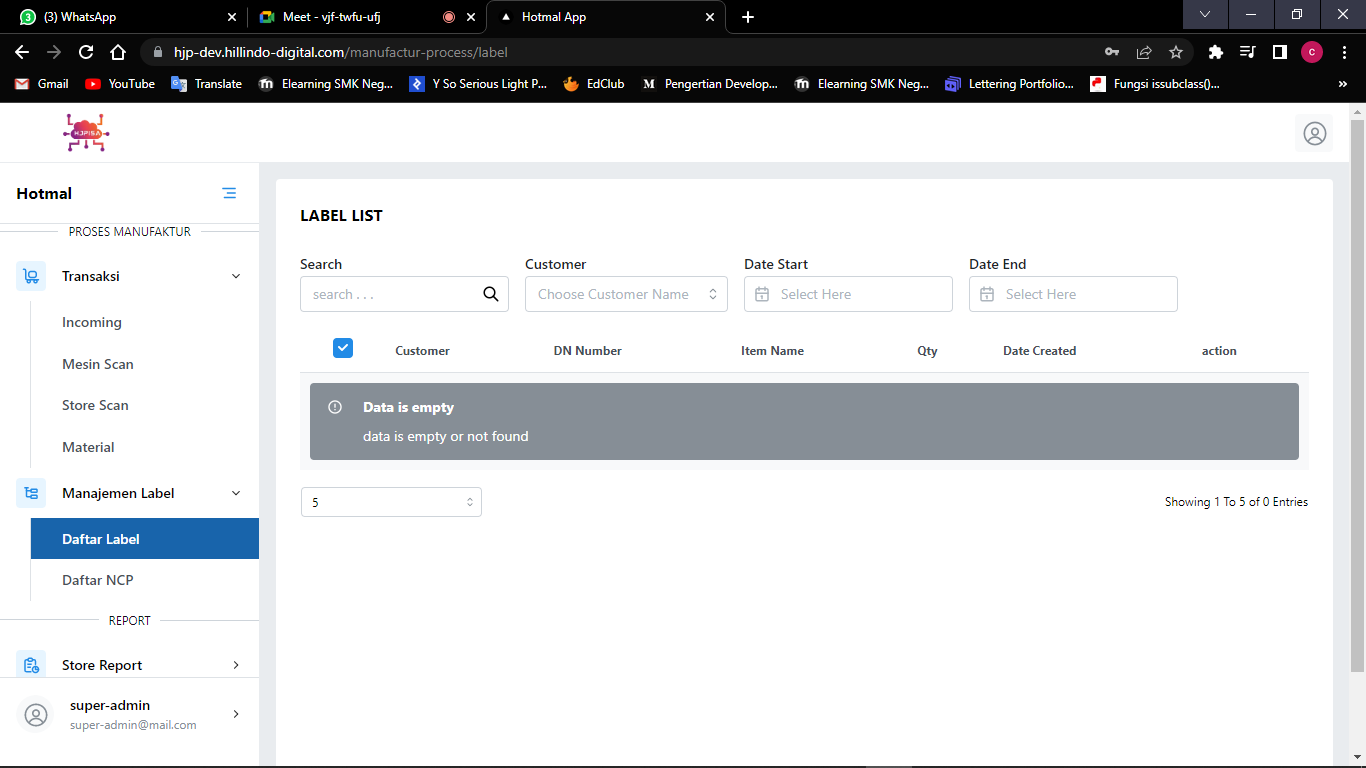 3
(3) WhatsApp
Meet - vjf-twfu-ufj
Hotmal App
hjp-dev.hillindo-digital.com/manufactur-process/label
c
Gmail
YouTube
Translate
Elearning SMK Neg...
Y So Serious Light P...
EdClub
Pengertian Develop...
Elearning SMK Neg...
Lettering Portfolio...
Fungsi issubclass()...
»
HJPISA
Hotmal
PROSES MANUFAKTUR
Transaksi
Incoming
Mesin Scan
Store Scan
Material
Manajemen Label
Daftar Label
Daftar NCP
REPORT
Store Report
super-admin
super-admin@mail.com
LABEL LIST
Search
Customer
Date Start
Date End
search . . .
Choose Customer Name
Select Here
Select Here
Customer
DN Number
Item Name
Qty
Date Created
action
Data is empty
data is empty or not found
5
Showing 1 To 5 of 0 Entries